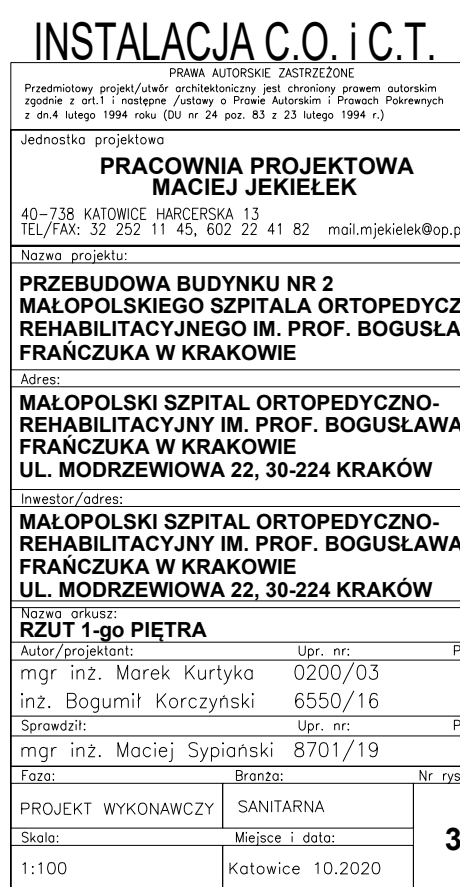 INSTALACJA C.O. i C.T.
PRAWA AUTORSKIE ZASTRZEŻONE
Przedmiotowy projekt/utwór architektoniczny jest chroniony prawem autorskim
zgodnie z art.1 i następne /ustawy o Prawie Autorskim i Prawach Pokrewnych
z dn.4 lutego 1994 roku (DU nr 24 poz. 83 z 23 lutego 1994 r.)
Jednostka projektowa
PRACOWNIA PROJEKTOWA
MACIEJ JEKIEŁEK
40-738 KATOWICE HARCERSKA 13
TEL/FAX: 32 252 11 45, 602 22 41 82 mail.mjekielek@op.p
Nazwa projektu:
PRZEBUDOWA BUDYNKU NR 2
MAŁOPOLSKIEGO SZPITALA ORTOPEDYCZ
REHABILITACYJNEGO IM. PROF. BOGUSŁA
FRAŃCZUKA W KRAKOWIE
Adres:
MAŁOPOLSKI SZPITAL ORTOPEDYCZNO-
REHABILITACYJNY IM. PROF. BOGUSŁAWA
FRAŃCZUKA W KRAKOWIE
UL. MODRZEWIOWA 22, 30-224 KRAKÓW
Inwestor/adres:
MAŁOPOLSKI SZPITAL ORTOPEDYCZNO-
REHABILITACYJNY IM. PROF. BOGUSŁAWA
FRAŃCZUKA W KRAKOWIE
UL. MODRZEWIOWA 22, 30-224 KRAKÓW
Nazwa arkusz:
RZUT 1-go PIĘTRA
Autor/projektant: Upr. nr: P
mgr inż. Marek Kurtyka 0200/03
inż. Bogumił Korczyński 6550/16
Sprawdził: Upr. nr: P
mgr inż. Maciej Sypiański 8701/19
Faza: Branża: Nr rys
PROJEKT WYKONAWCZY SANITARNA
Skala: Miejsce i data: 3
1:100 Katowice 10.2020